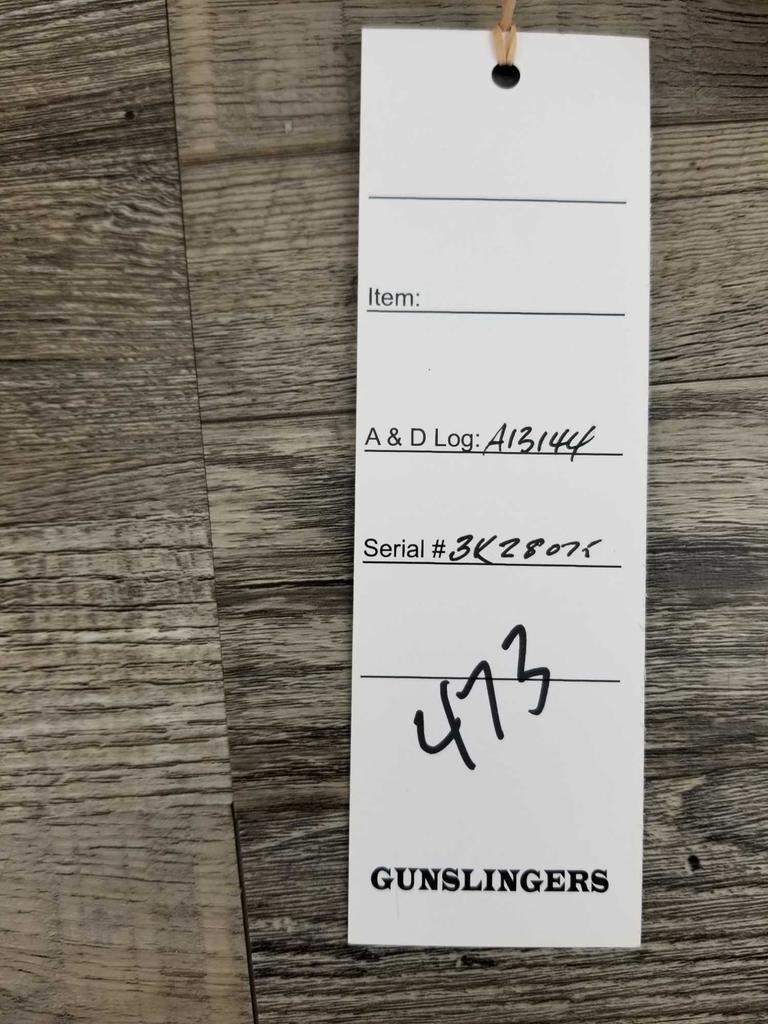 Item:
A & D Log: A13144
Serial # 3K28075
473
GUNSLINGERS